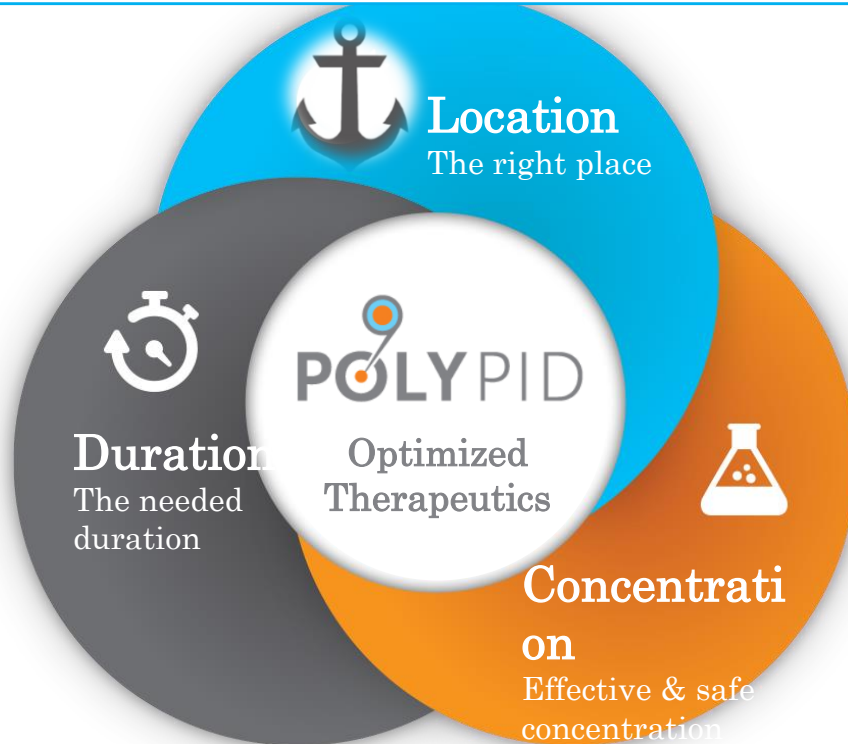 Location
The right place
POLYPID
Optimized
Therapeutics
Duration
The needed
duration
Concentrati
on
Effective & safe
concentration